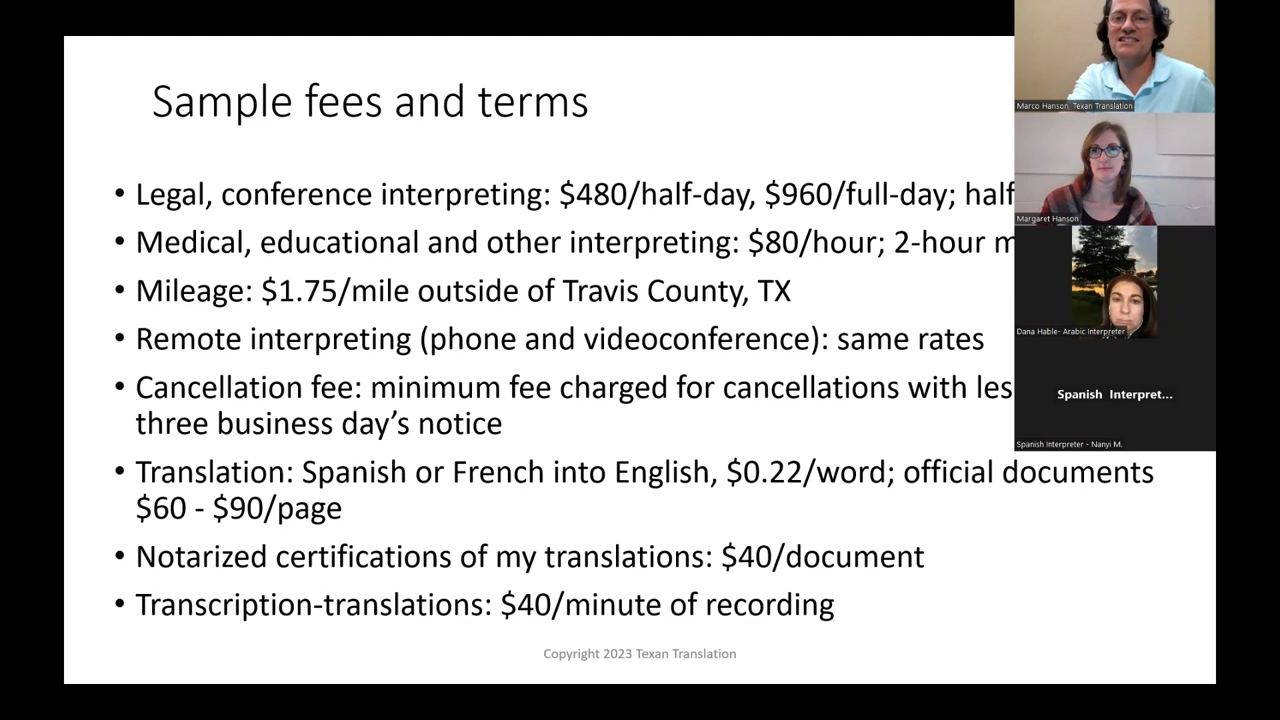 Sample fees and terms
• Legal, conference interpreting: $480/half-day, $960/full-day; half
• Medical, educational and other interpreting: $80/hour; 2-hour m
• Mileage: $1.75/mile outside of Travis County, TX
• Remote interpreting (phone and videoconference): same rates
• Cancellation fee: minimum fee charged for cancellations with les
three business day’s notice
• Translation: Spanish or French into English, $0.22/word; official documents
$60 - $90/page
• Notarized certifications of my translations: $40/document
• Transcription-translations: $40/minute of recording
Copyright 2023 Texan Translation
Marco Hanson, Texan Translation
Margaret Hanson
Dana Hable- Arabic Interpreter
Spanish Interpret...
Spanish Interpreter - Nanyi M.